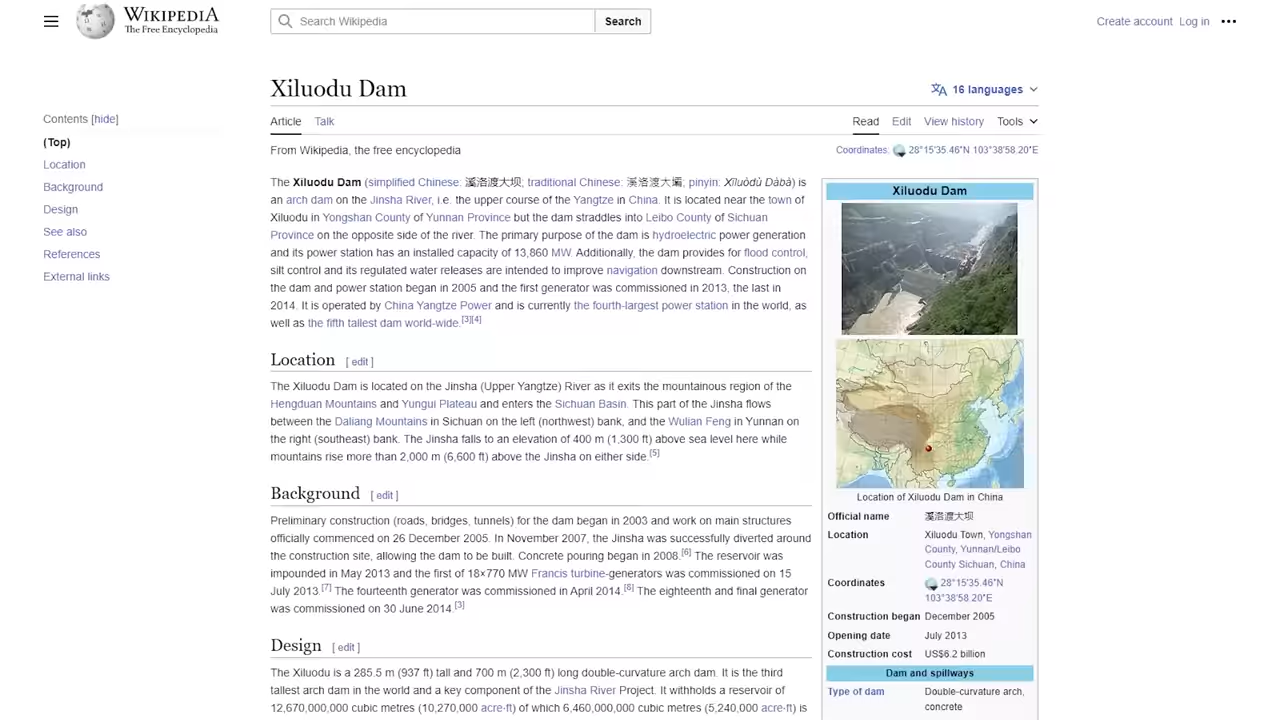 WIKIPEDIA
The Free Encyclopedia
Search Wikipedia
Search
Create account Log in
Xiluodu Dam
16 languages
Contents [hide]
(Top)
Location
Background
Design
See also
References
External links
Article Talk
Read Edit View history Tools
From Wikipedia, the free encyclopedia
Coordinates: 28°15'35.46"N 103°38'58.20"E
The Xiluodu Dam (simplified Chinese: 溪洛渡大坝; traditional Chinese: 溪洛渡大壩; pinyin: Xīluòdù Dàbà) is
an arch dam on the Jinsha River, i.e. the upper course of the Yangtze in China. It is located near the town of
Xiluodu in Yongshan County of Yunnan Province but the dam straddles into Leibo County of Sichuan
Province on the opposite side of the river. The primary purpose of the dam is hydroelectric power generation
and its power station has an installed capacity of 13,860 MW. Additionally, the dam provides for flood control,
silt control and its regulated water releases are intended to improve navigation downstream. Construction on
the dam and power station began in 2005 and the first generator was commissioned in 2013, the last in
2014. It is operated by China Yangtze Power and is currently the fourth-largest power station in the world, as
well as the fifth tallest dam world-wide.[3][4]
Location [ edit ]
The Xiluodu Dam is located on the Jinsha (Upper Yangtze) River as it exits the mountainous region of the
Hengduan Mountains and Yungui Plateau and enters the Sichuan Basin. This part of the Jinsha flows
between the Daliang Mountains in Sichuan on the left (northwest) bank, and the Wulian Feng in Yunnan on
the right (southeast) bank. The Jinsha falls to an elevation of 400 m (1,300 ft) above sea level here while
mountains rise more than 2,000 m (6,600 ft) above the Jinsha on either side.[5]
Background [ edit ]
Preliminary construction (roads, bridges, tunnels) for the dam began in 2003 and work on main structures
officially commenced on 26 December 2005. In November 2007, the Jinsha was successfully diverted around
the construction site, allowing the dam to be built. Concrete pouring began in 2008.[6] The reservoir was
impounded in May 2013 and the first of 18×770 MW Francis turbine-generators was commissioned on 15
July 2013.[7] The fourteenth generator was commissioned in April 2014.[8] The eighteenth and final generator
was commissioned on 30 June 2014.[3]
Design [ edit ]
The Xiluodu is a 285.5 m (937 ft) tall and 700 m (2,300 ft) long double-curvature arch dam. It is the third
tallest arch dam in the world and a key component of the Jinsha River Project. It withholds a reservoir of
12,670,000,000 cubic metres (10,270,000 acre⋅ft) of which 6,460,000,000 cubic metres (5,240,000 acre⋅ft) is
Xiluodu Dam
Location of Xiluodu Dam in China
Official name 溪洛渡大坝
Location Xiluodu Town, Yongshan
County, Yunnan/Leibo
County Sichuan, China
Coordinates 28°15'35.46"N
103°38'58.20"E
Construction began December 2005
Opening date July 2013
Construction cost US$6.2 billion
Dam and spillways
Type of dam Double-curvature arch,
concrete